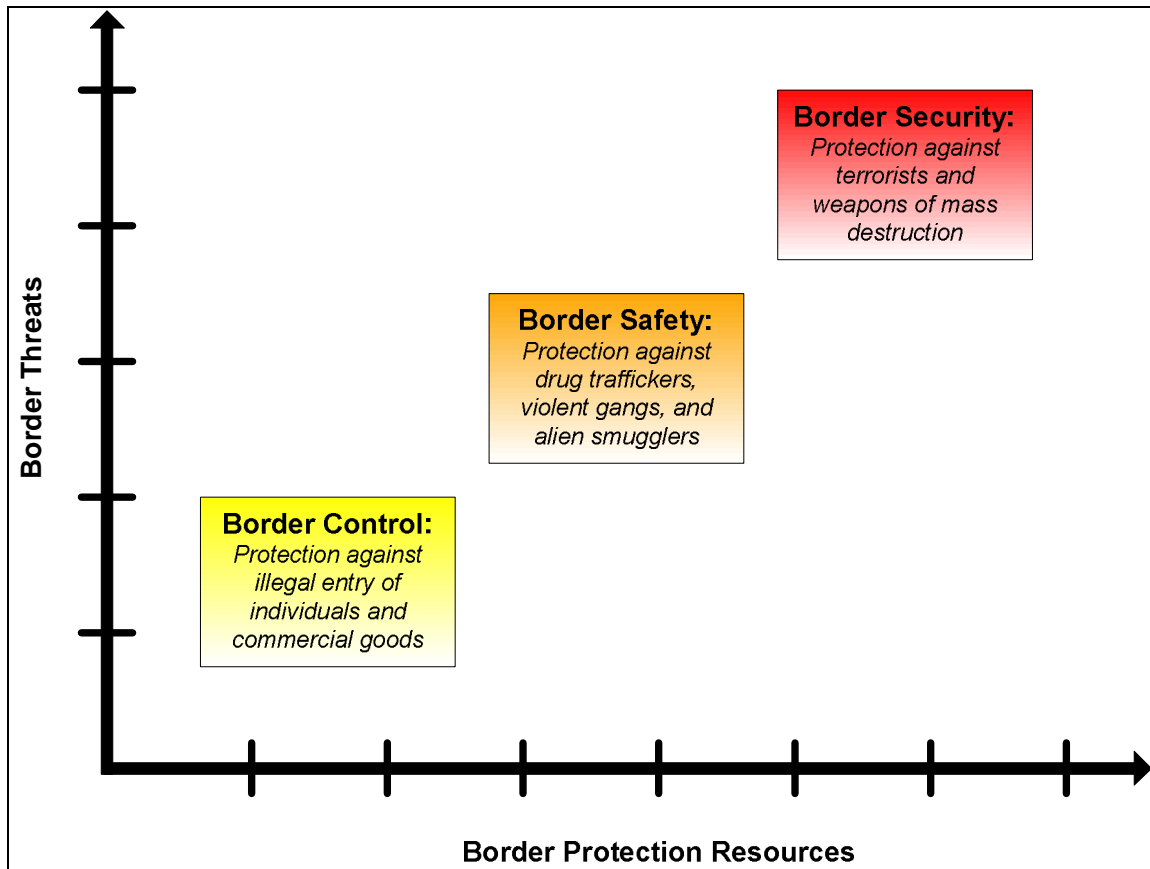 Border Security:
Protection against
terrorists and
weapons of mass
destruction
Border Safety:
Protection against
drug traffickers,
violent gangs, and
alien smugglers
Border Control:
Protection against
illegal entry of
individuals and
commercial goods
Border Threats
Border Protection Resources